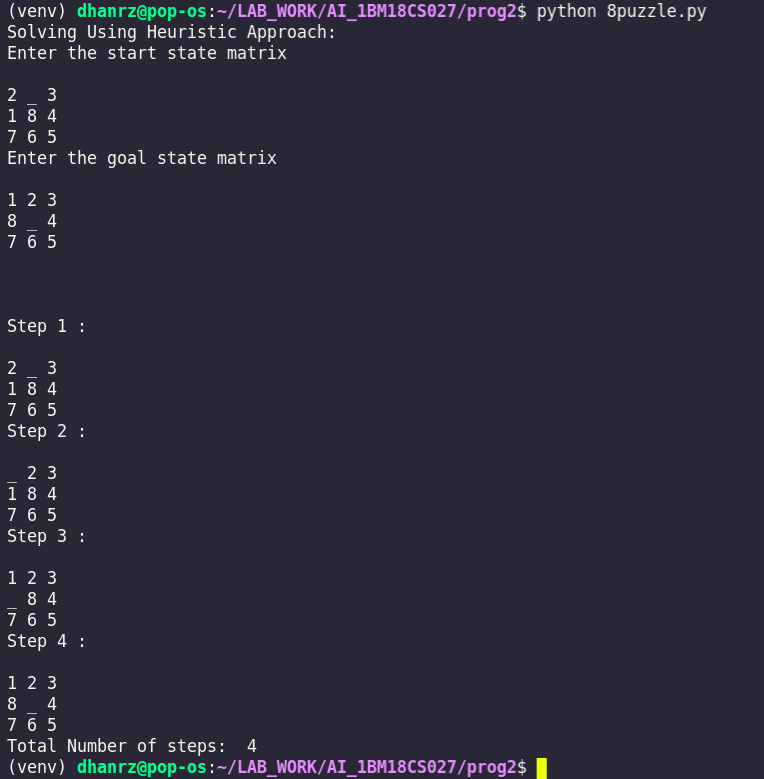 (venv) dhanrz@pop-os:~/LAB_WORK/AI_1BM18CS027/prog2$ python 8puzzle.py
Solving Using Heuristic Approach:
Enter the start state matrix
2 _ 3
1 8 4
7 6 5
Enter the goal state matrix
1 2 3
8 _ 4
7 6 5
Step 1 :
2 _ 3
1 8 4
7 6 5
Step 2 :
_ 2 3
1 8 4
7 6 5
Step 3 :
1 2 3
_ 8 4
7 6 5
Step 4 :
1 2 3
8 _ 4
7 6 5
Total Number of steps:  4
(venv) dhanrz@pop-os:~/LAB_WORK/AI_1BM18CS027/prog2$